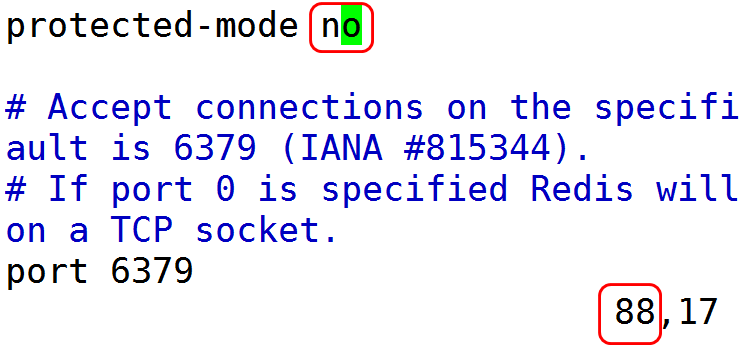 protected-mode no
# Accept connections on the specifi
ault is 6379 (IANA #815344).
# If port 0 is specified Redis will
on a TCP socket.
port 6379
88,17